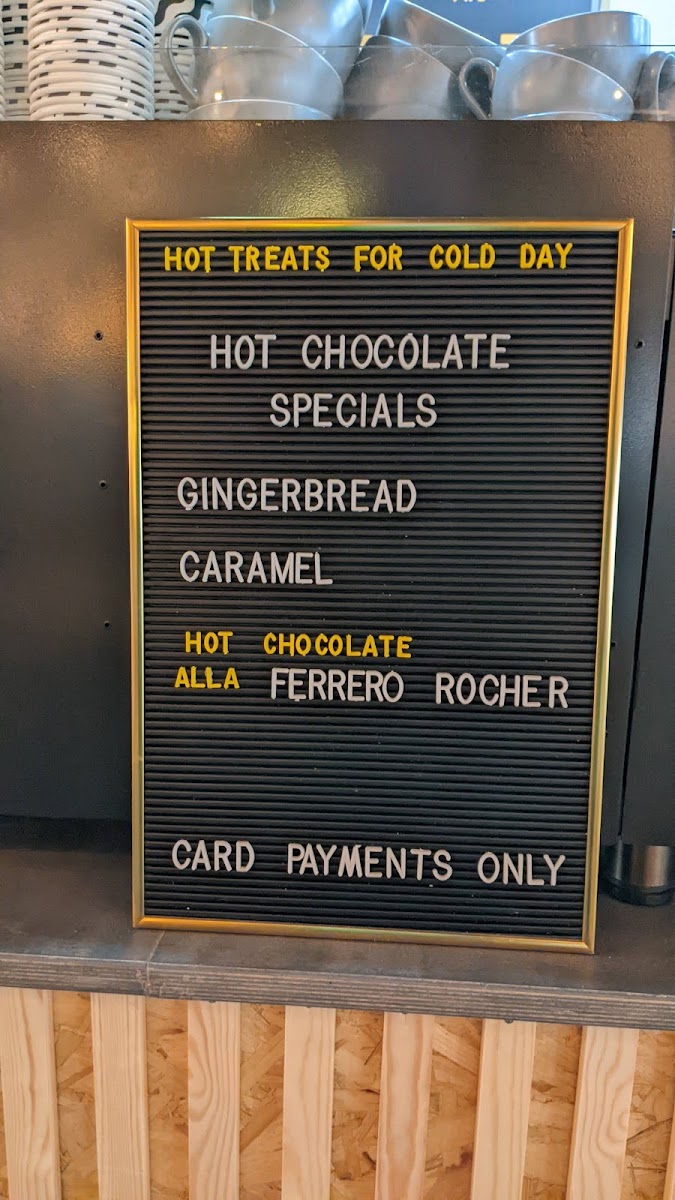 HOT TREATS FOR COLD DAY
HOT CHOCOLATE
SPECIALS
GINGERBREAD
CARAMEL
HOT CHOCOLATE
ALLA FERRERO ROCHER
CARD PAYMENTS ONLY